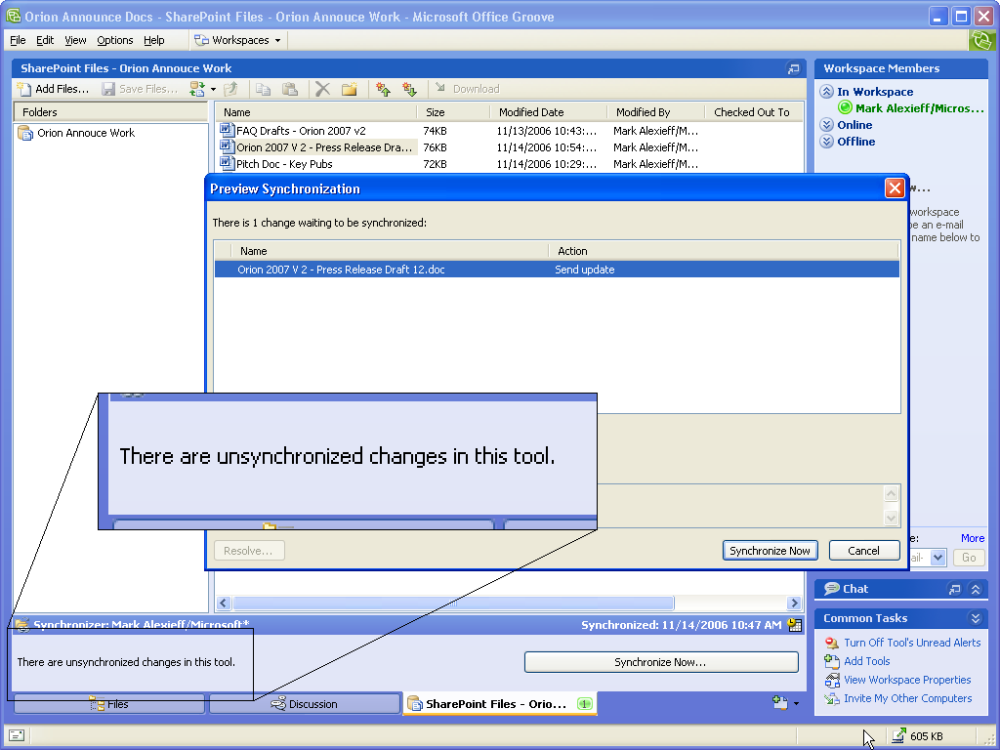 Orion Announce Docs - SharePoint Files - Orion Annouce Work - Microsoft Office Groove
File Edit View Options Help Workspaces
SharePoint Files - Orion Annouce Work
Add Files... Save Files... Download
Folders
Orion Annouce Work
Name Size Modified Date Modified By Checked Out To
FAQ Drafts - Orion 2007 v2 74KB 11/13/2006 10:43:... Mark Alexieff/M...
Orion 2007 V 2 - Press Release Dra... 76KB 11/14/2006 10:54:... Mark Alexieff/M...
Pitch Doc - Key Pubs 72KB 11/14/2006 10:29:... Mark Alexieff/M...
Workspace Members
In Workspace
Mark Alexieff/Micros...
Online
Offline
w...
workspace
be an e-mail
name below to
Preview Synchronization
There is 1 change waiting to be synchronized:
Name Action
Orion 2007 V 2 - Press Release Draft 12.doc Send update
There are unsynchronized changes in this tool.
Resolve... Synchronize Now Cancel
e: More
ail- Go
Synchronizer: Mark Alexieff/Microsoft* Synchronized: 11/14/2006 10:47 AM
There are unsynchronized changes in this tool. Synchronize Now...
Files Discussion SharePoint Files - Orio... 1
Chat
Common Tasks
Turn Off Tool's Unread Alerts
Add Tools
View Workspace Properties
Invite My Other Computers
605 KB